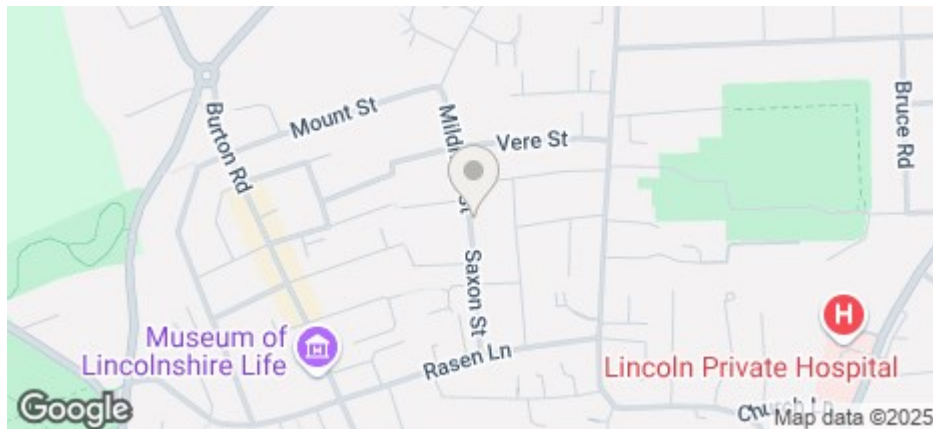 Burton Rd
Mount St
Vere St
Bruce Rd
Saxon St
Museum of
Lincolnshire Life
Rasen Ln
H
Lincoln Private Hospital
Google
Map data ©2025